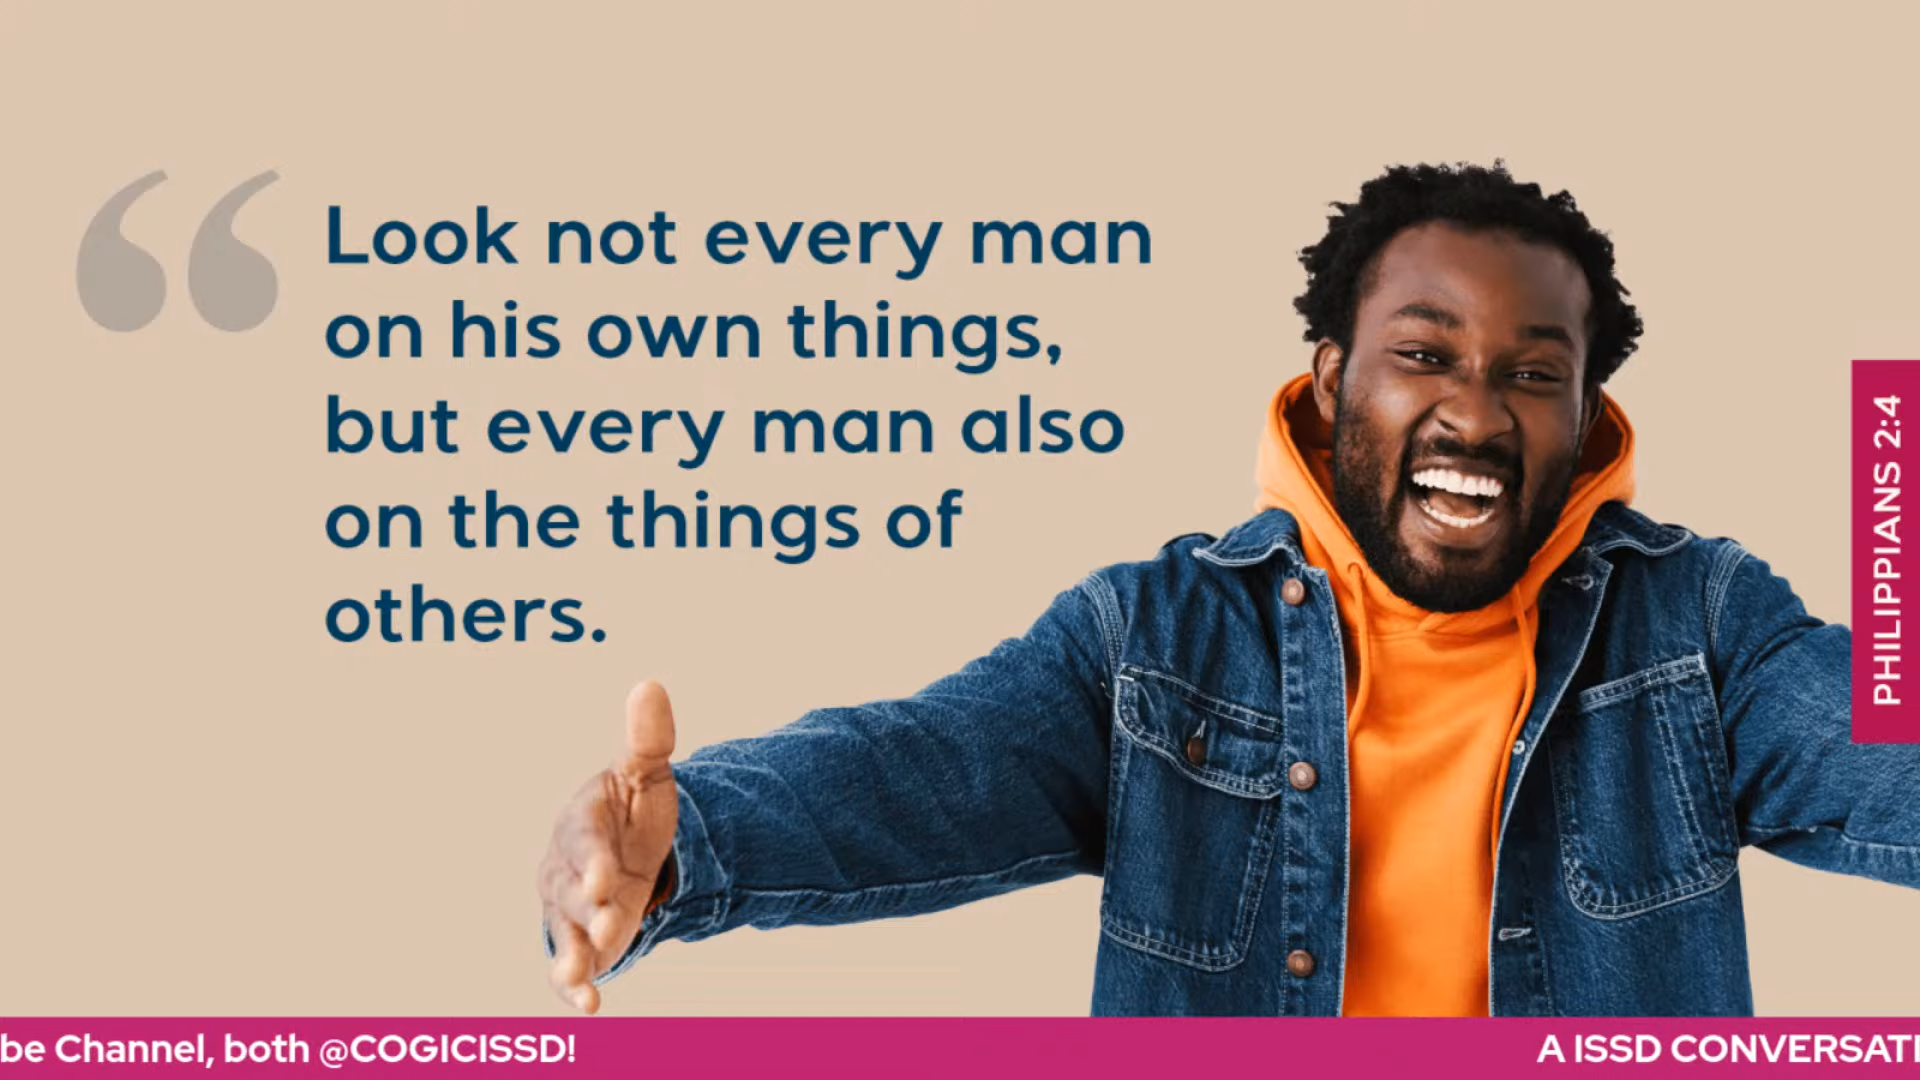 Look not every man
on his own things,
but every man also
on the things of
others.
PHILIPPIANS 2:4
be Channel, both @COGICISSD!
A ISSD CONVERSATI